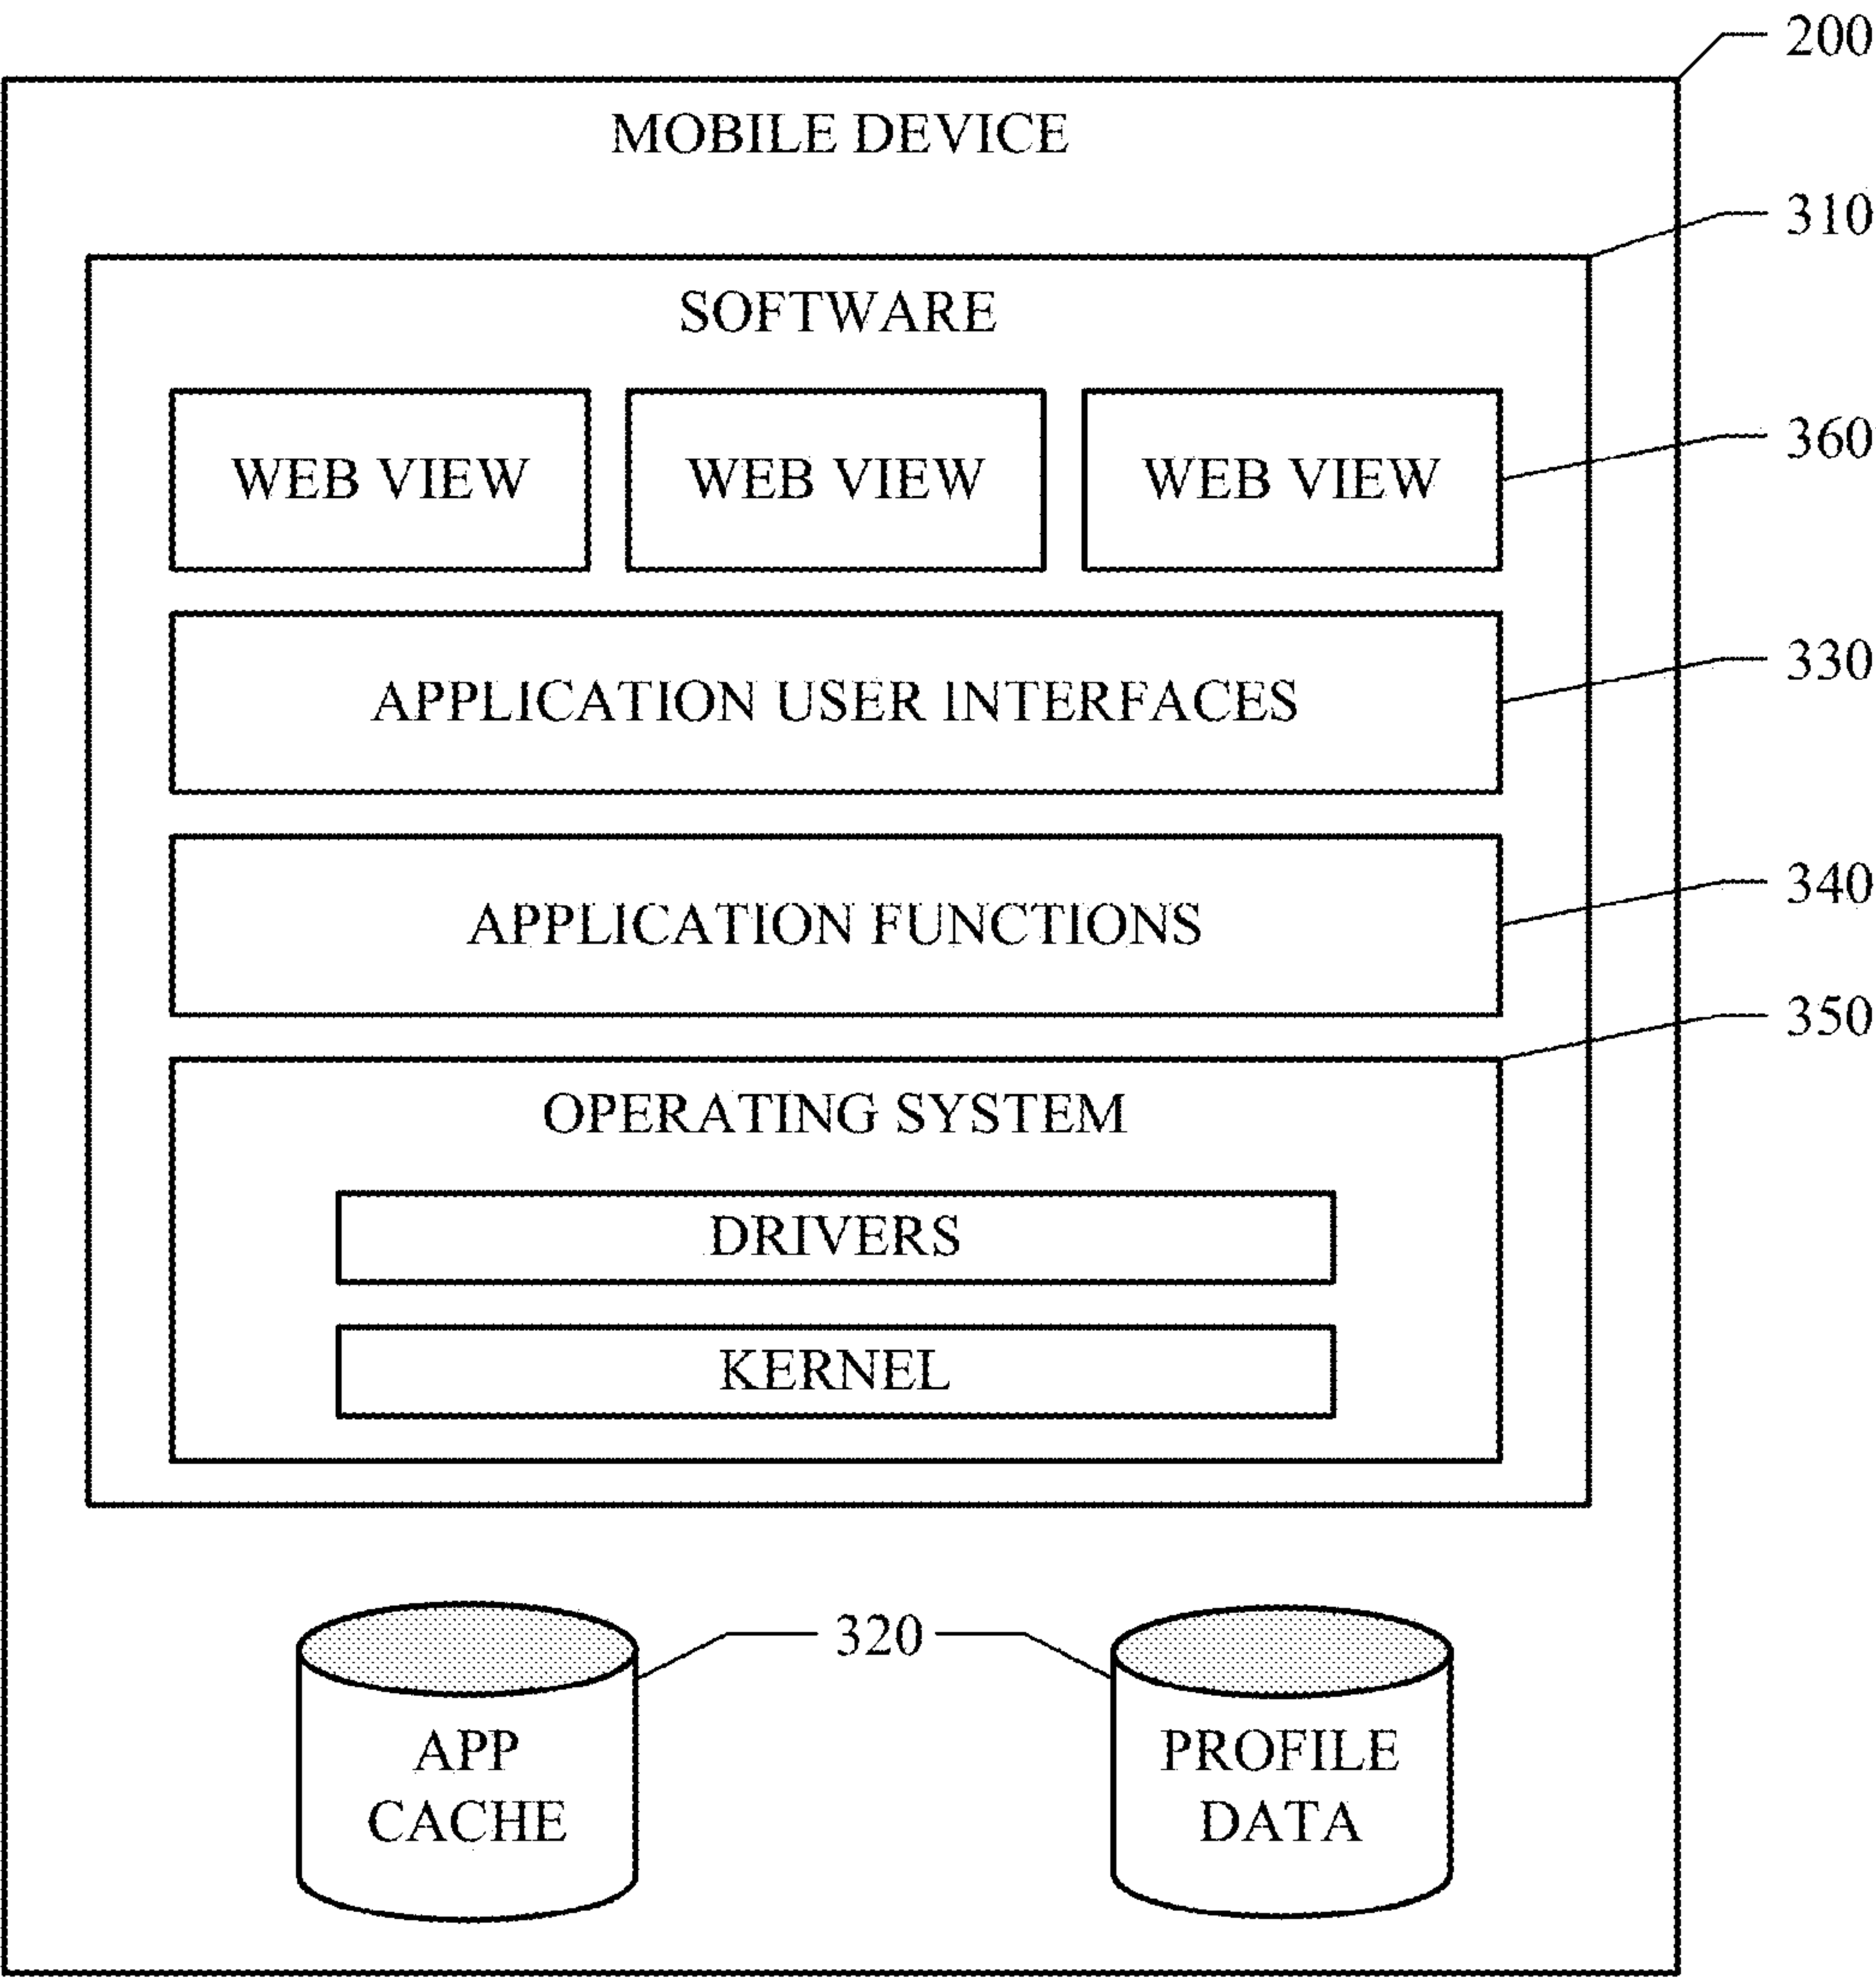 200
MOBILE DEVICE
310
SOFTWARE
360
WEB VIEW WEB VIEW WEB VIEW
330
APPLICATION USER INTERFACES
340
APPLICATION FUNCTIONS
350
OPERATING SYSTEM
DRIVERS
KERNEL
320
APP
CACHE
PROFILE
DATA